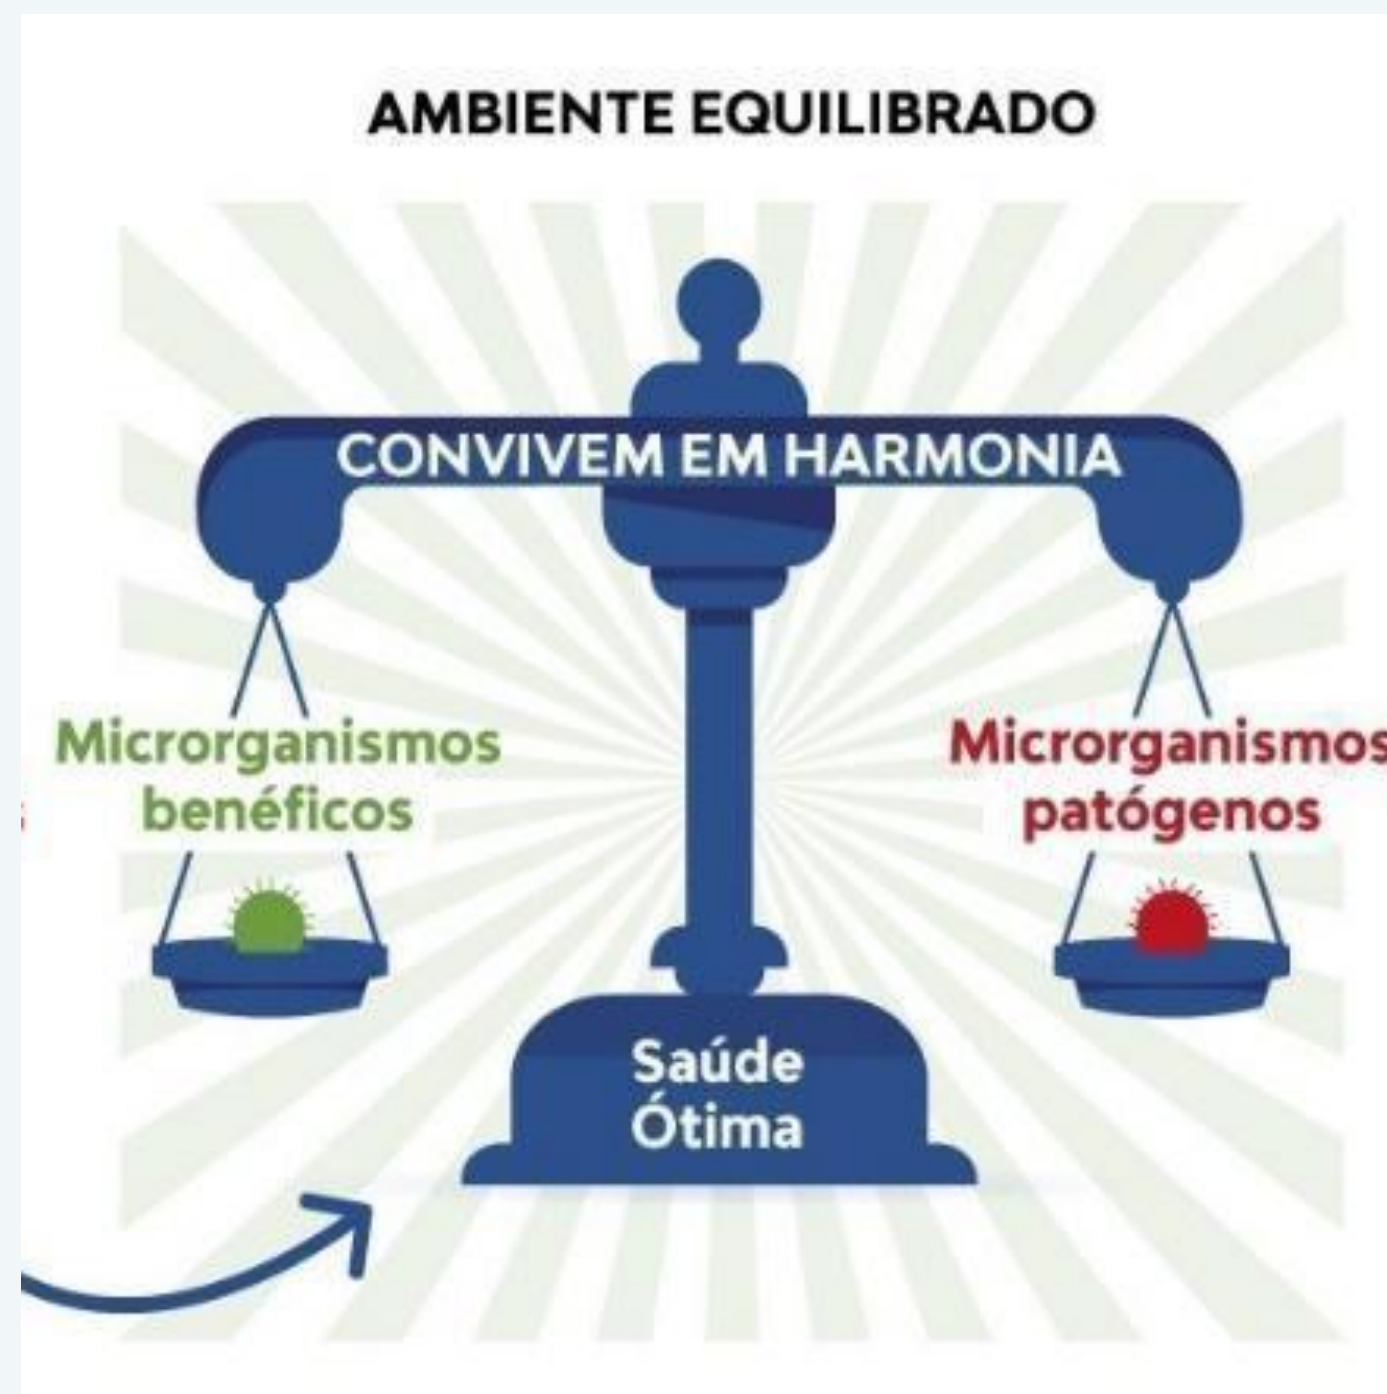 AMBIENTE EQUILIBRADO
CONVIVEM EM HARMONIA
Microrganismos
benéficos
Microrganismos
patógenos
Saúde
Ótima